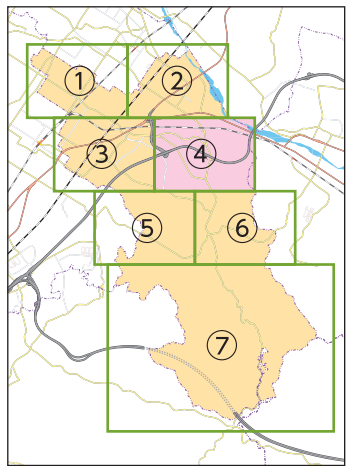 ① ②
③ ④
⑤ ⑥
⑦